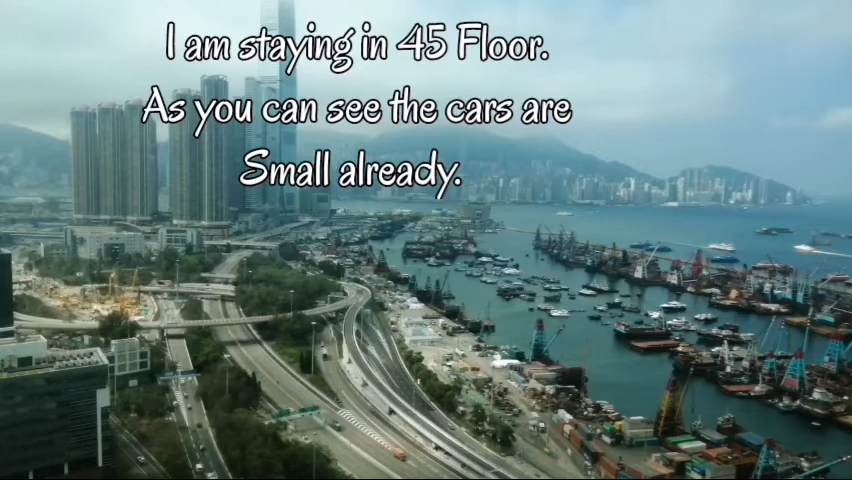 I am staying in 45 Floor.
As you can see the cars are
Small already.